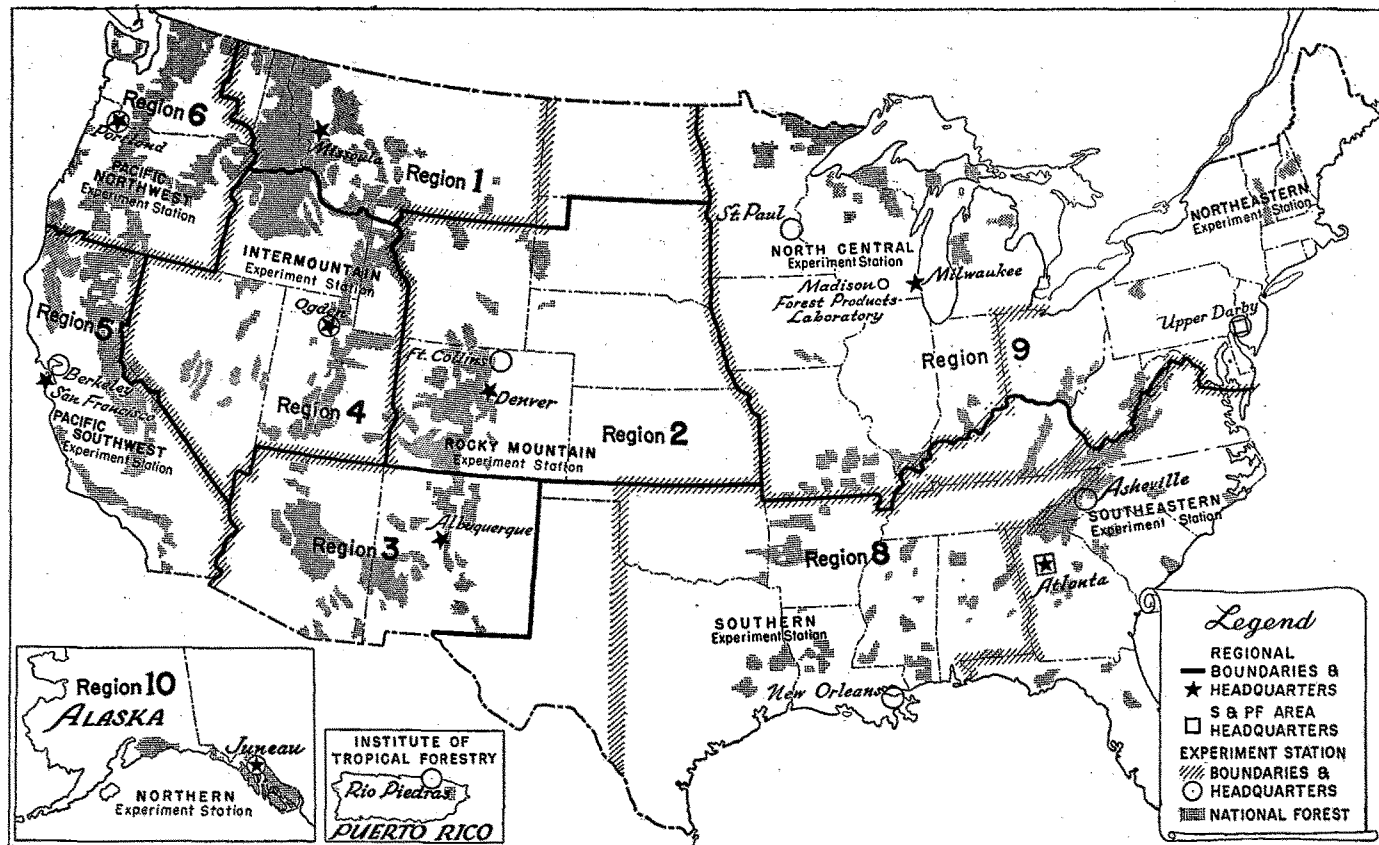 Region 6
Portland
PACIFIC
NORTHWEST
Experiment Station
Missoula
Region 1
INTERMOUNTAIN
Experiment Station
Ogden
Region 5
Berkeley
San Francisco
PACIFIC
SOUTHWEST
Experiment Station
Region 4
Ft. Collins
Denver
ROCKY MOUNTAIN
Experiment Station
Region 2
Region 3
Albuquerque
St. Paul
NORTH CENTRAL
Experiment Station
Milwaukee
Madison
Forest Products
Laboratory
Region 9
NORTHEASTERN
Experiment Station
Upper Darby
Asheville
SOUTHEASTERN
Experiment Station
Region 8
Atlanta
SOUTHERN
Experiment Station
New Orleans
Region 10
ALASKA
Juneau
NORTHERN
Experiment Station
INSTITUTE OF
TROPICAL FORESTRY
Rio Piedras
PUERTO RICO
Legend
REGIONAL
BOUNDARIES &
HEADQUARTERS
S & PF AREA
HEADQUARTERS
EXPERIMENT STATION
BOUNDARIES &
HEADQUARTERS
NATIONAL FOREST